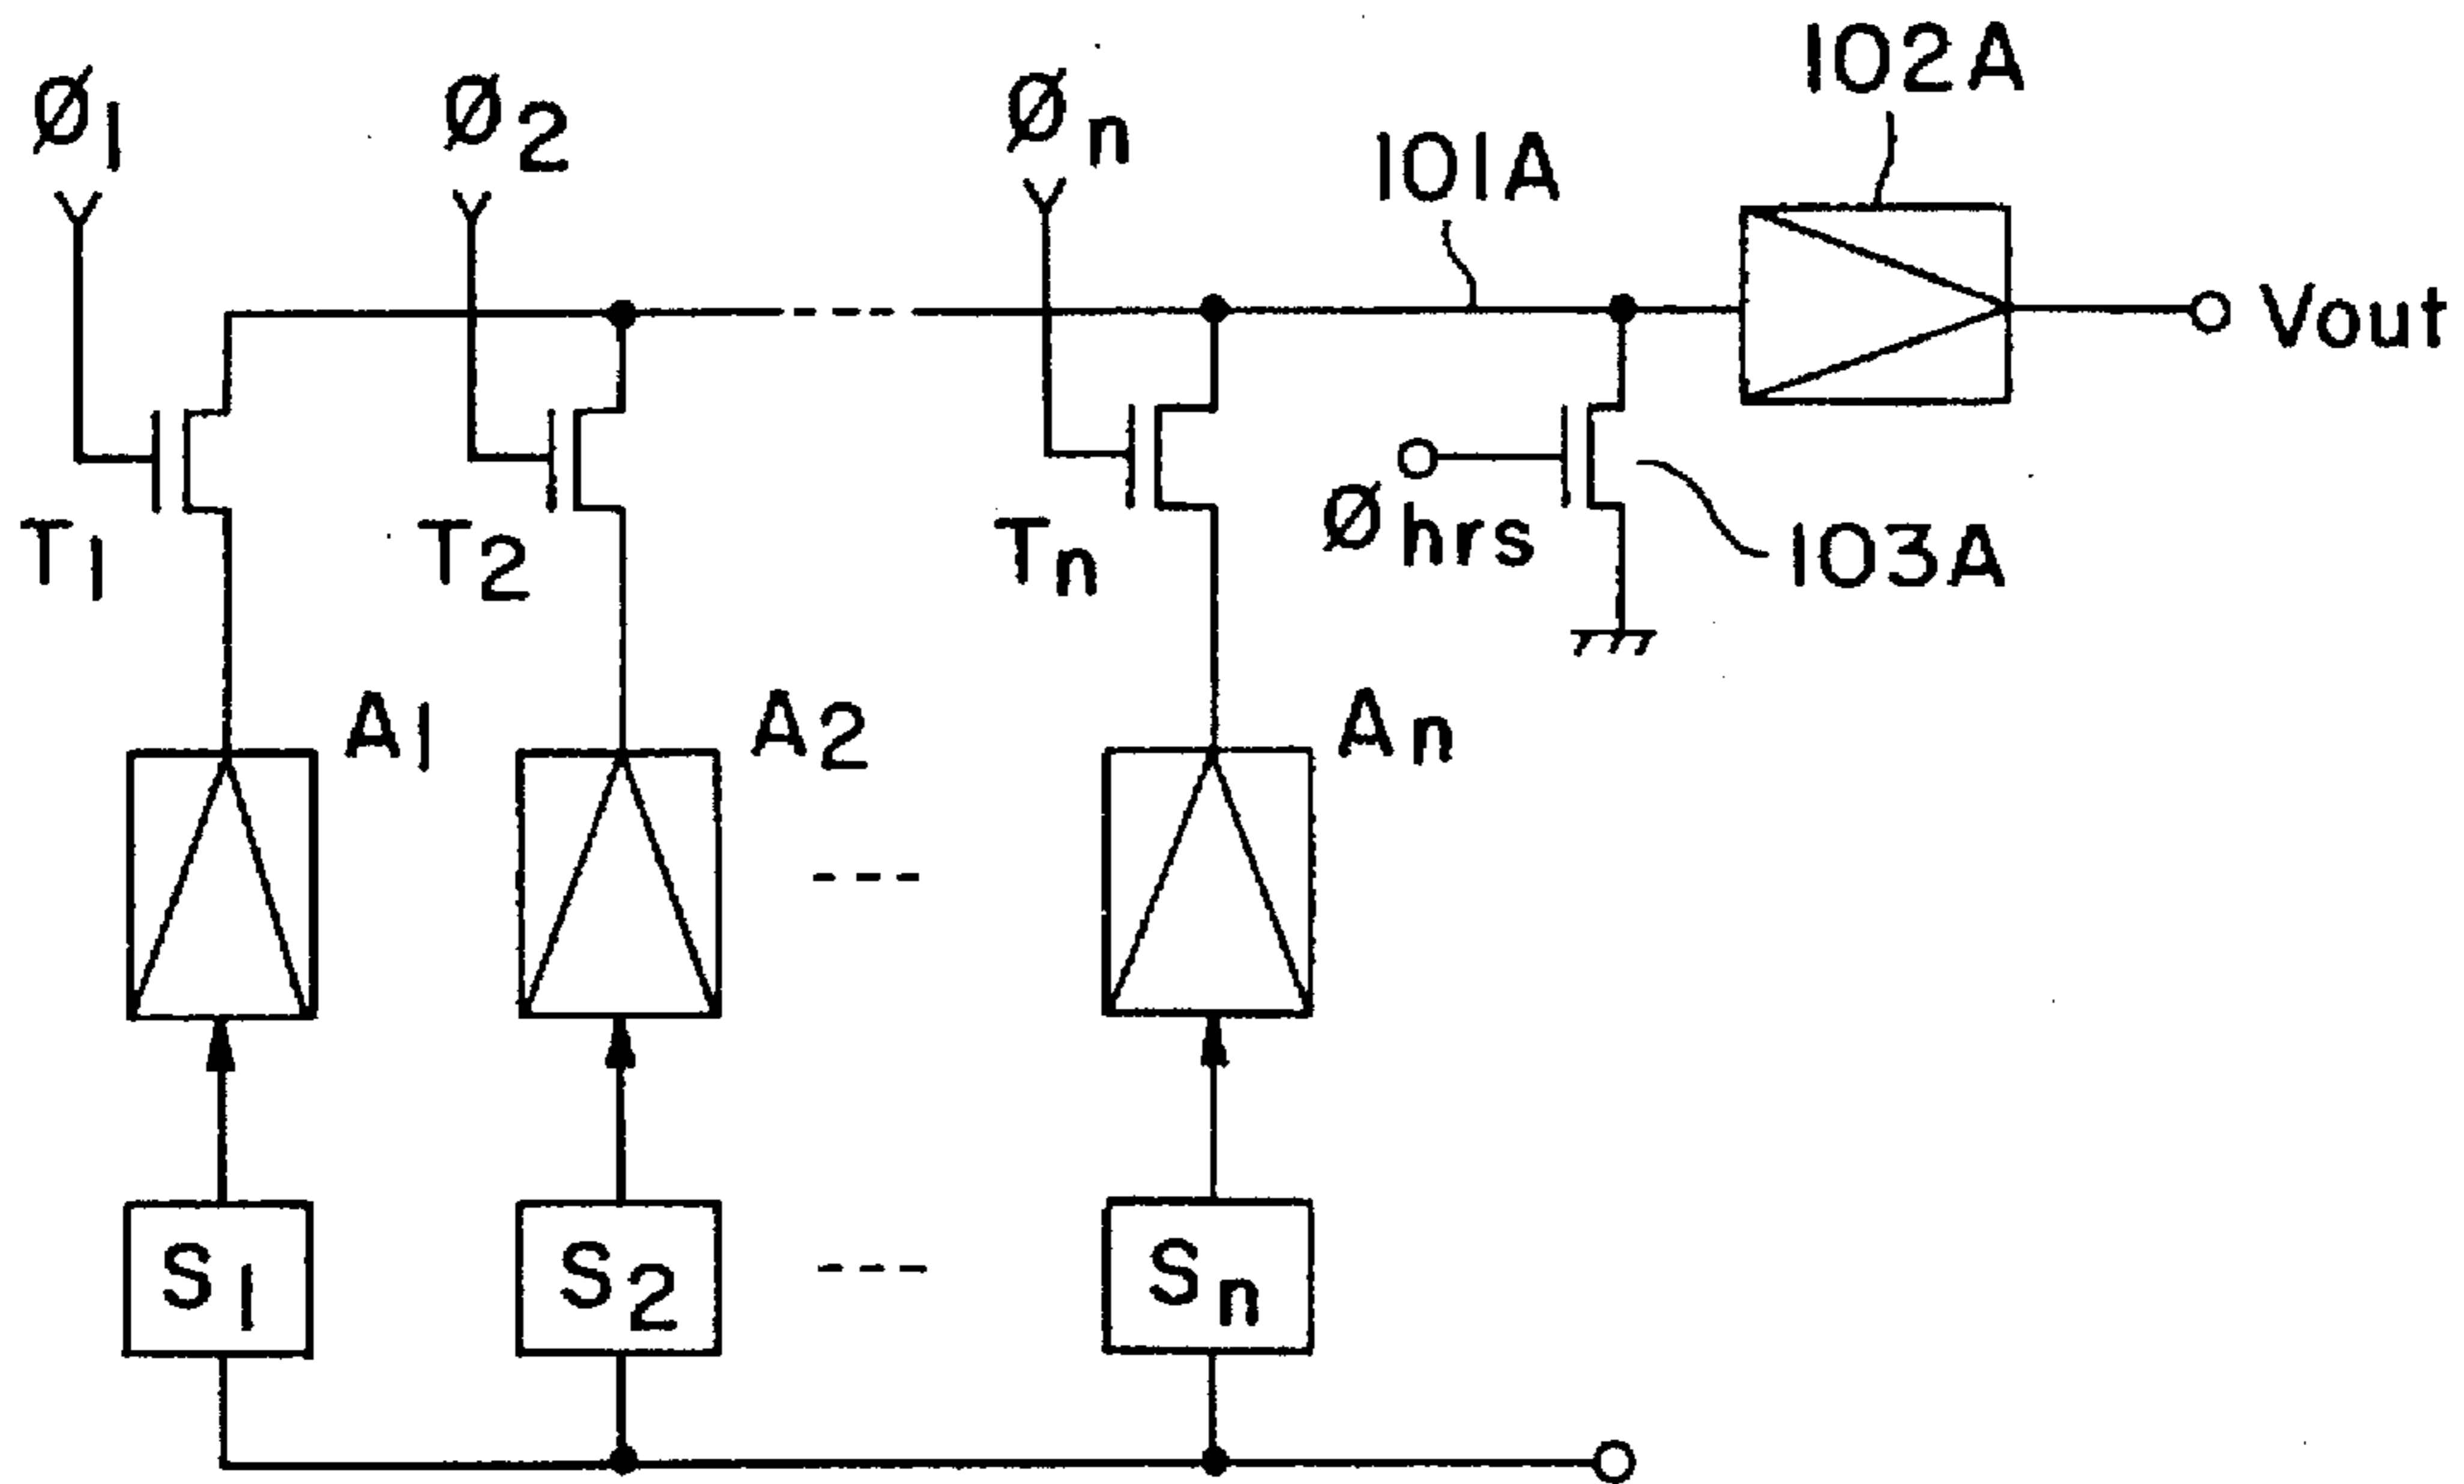 102A
Ø1 Ø2 Øn
101A
Vout
T1 T2 Tn Øhrs 103A
A1 A2 An
S1 S2 Sn